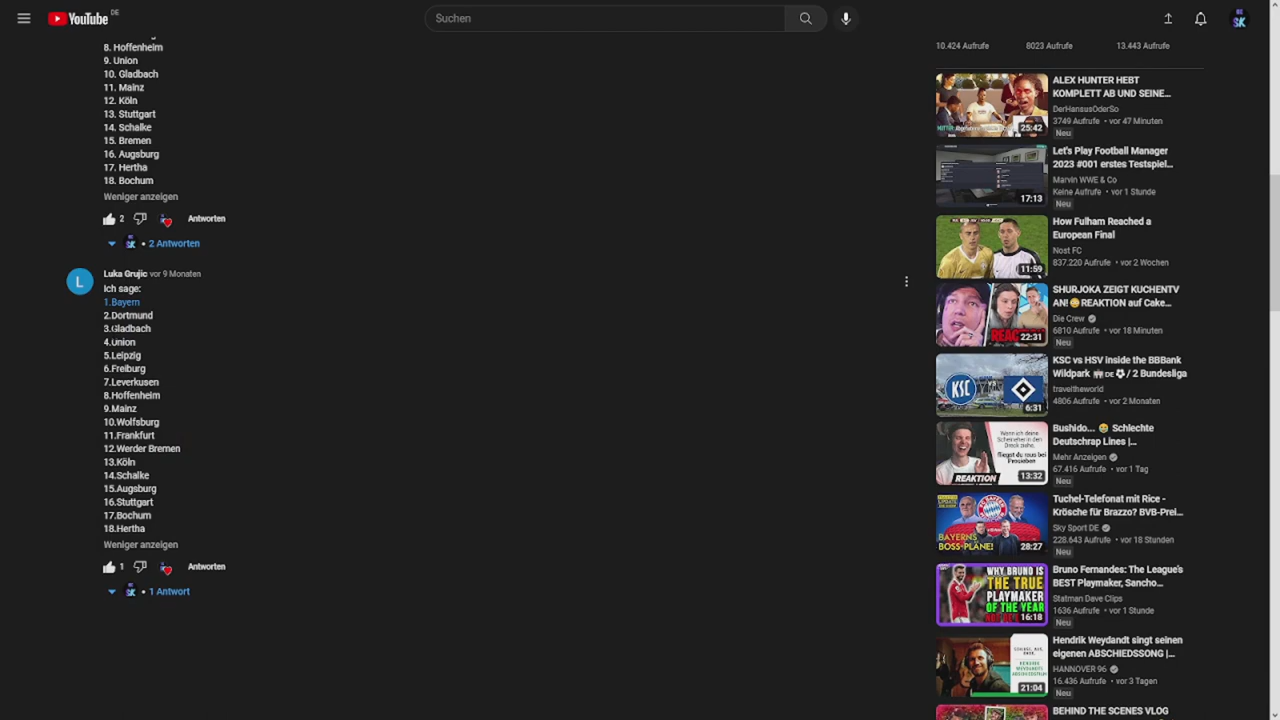 YouTube DE
Suchen
8. Hoffenheim
9. Union
10. Gladbach
11. Mainz
12. Köln
13. Stuttgart
14. Schalke
15. Bremen
16. Augsburg
17. Hertha
18. Bochum
Weniger anzeigen
2 Antworten
2 Antworten
Luka Grujic vor 9 Monaten
Ich sage:
1.Bayern
2.Dortmund
3.Gladbach
4.Union
5.Leipzig
6.Freiburg
7.Leverkusen
8.Hoffenheim
9.Mainz
10.Wolfsburg
11.Frankfurt
12.Werder Bremen
13.Köln
14.Schalke
15.Augsburg
16.Stuttgart
17.Bochum
18.Hertha
Weniger anzeigen
1 Antworten
1 Antwort
10.424 Aufrufe 8023 Aufrufe 13.443 Aufrufe
25:42
ALEX HUNTER HEBT
KOMPLETT AB UND SEINE...
DerHansusOderSo
3749 Aufrufe • vor 47 Minuten
Neu
17:13
Let's Play Football Manager
2023 #001 erstes Testspiel...
Marvin WWE & Co
Keine Aufrufe • vor 1 Stunde
Neu
11:59
How Fulham Reached a
European Final
Nost FC
837.220 Aufrufe • vor 2 Wochen
22:31
SHURJOKA ZEIGT KUCHENTV
AN! 😳 REAKTION auf Cake...
Die Crew
6810 Aufrufe • vor 18 Minuten
Neu
KSC
6:31
KSC vs HSV inside the BBBank
Wildpark 🏟 DE ⚽ / 2 Bundesliga
traveltheworld
4806 Aufrufe • vor 2 Monaten
REAKTION
13:32
Bushido... 😭 Schlechte
Deutschrap Lines |...
Mehr Anzeigen
67.416 Aufrufe • vor 1 Tag
Neu
BAYERNS
BOSS-PLÄNE!
28:27
Tuchel-Telefonat mit Rice -
Krösche für Brazzo? BVB-Prei...
Sky Sport DE
228.643 Aufrufe • vor 18 Stunden
Neu
WHY BRUNO IS
THE TRUE
PLAYMAKER
OF THE YEAR
16:18
Bruno Fernandes: The League's
BEST Playmaker, Sancho...
Statman Dave Clips
1636 Aufrufe • vor 1 Stunde
Neu
21:04
Hendrik Weydandt singt seinen
eigenen ABSCHIEDSSONG |...
HANNOVER 96
16.436 Aufrufe • vor 3 Tagen
Neu
BEHIND THE SCENES VLOG